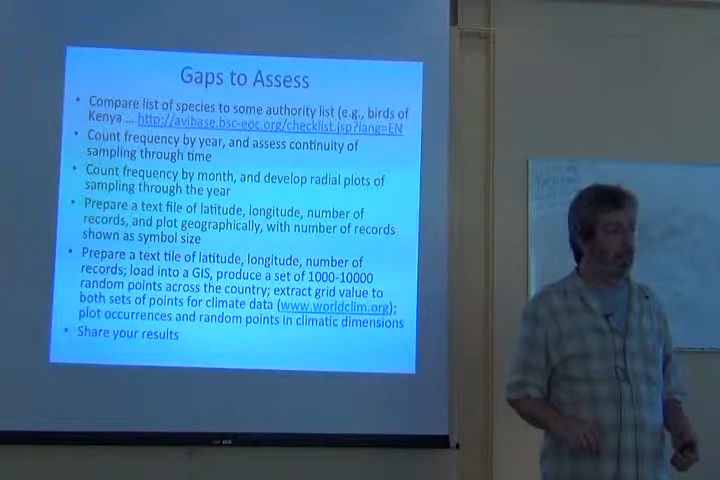 Gaps to Assess
• Compare list of species to some authority list (e.g., birds of
Kenya ... http://avibase.bsc-eoc.org/checklist.jsp?lang=EN
• Count frequency by year, and assess continuity of
sampling through time
• Count frequency by month, and develop radial plots of
sampling through the year
• Prepare a text file of latitude, longitude, number of
records, and plot geographically, with number of records
shown as symbol size
• Prepare a text file of latitude, longitude, number of
records; load into a GIS, produce a set of 1000-10000
random points across the country; extract grid value to
both sets of points for climate data (www.worldclim.org);
plot occurrences and random points in climatic dimensions
• Share your results